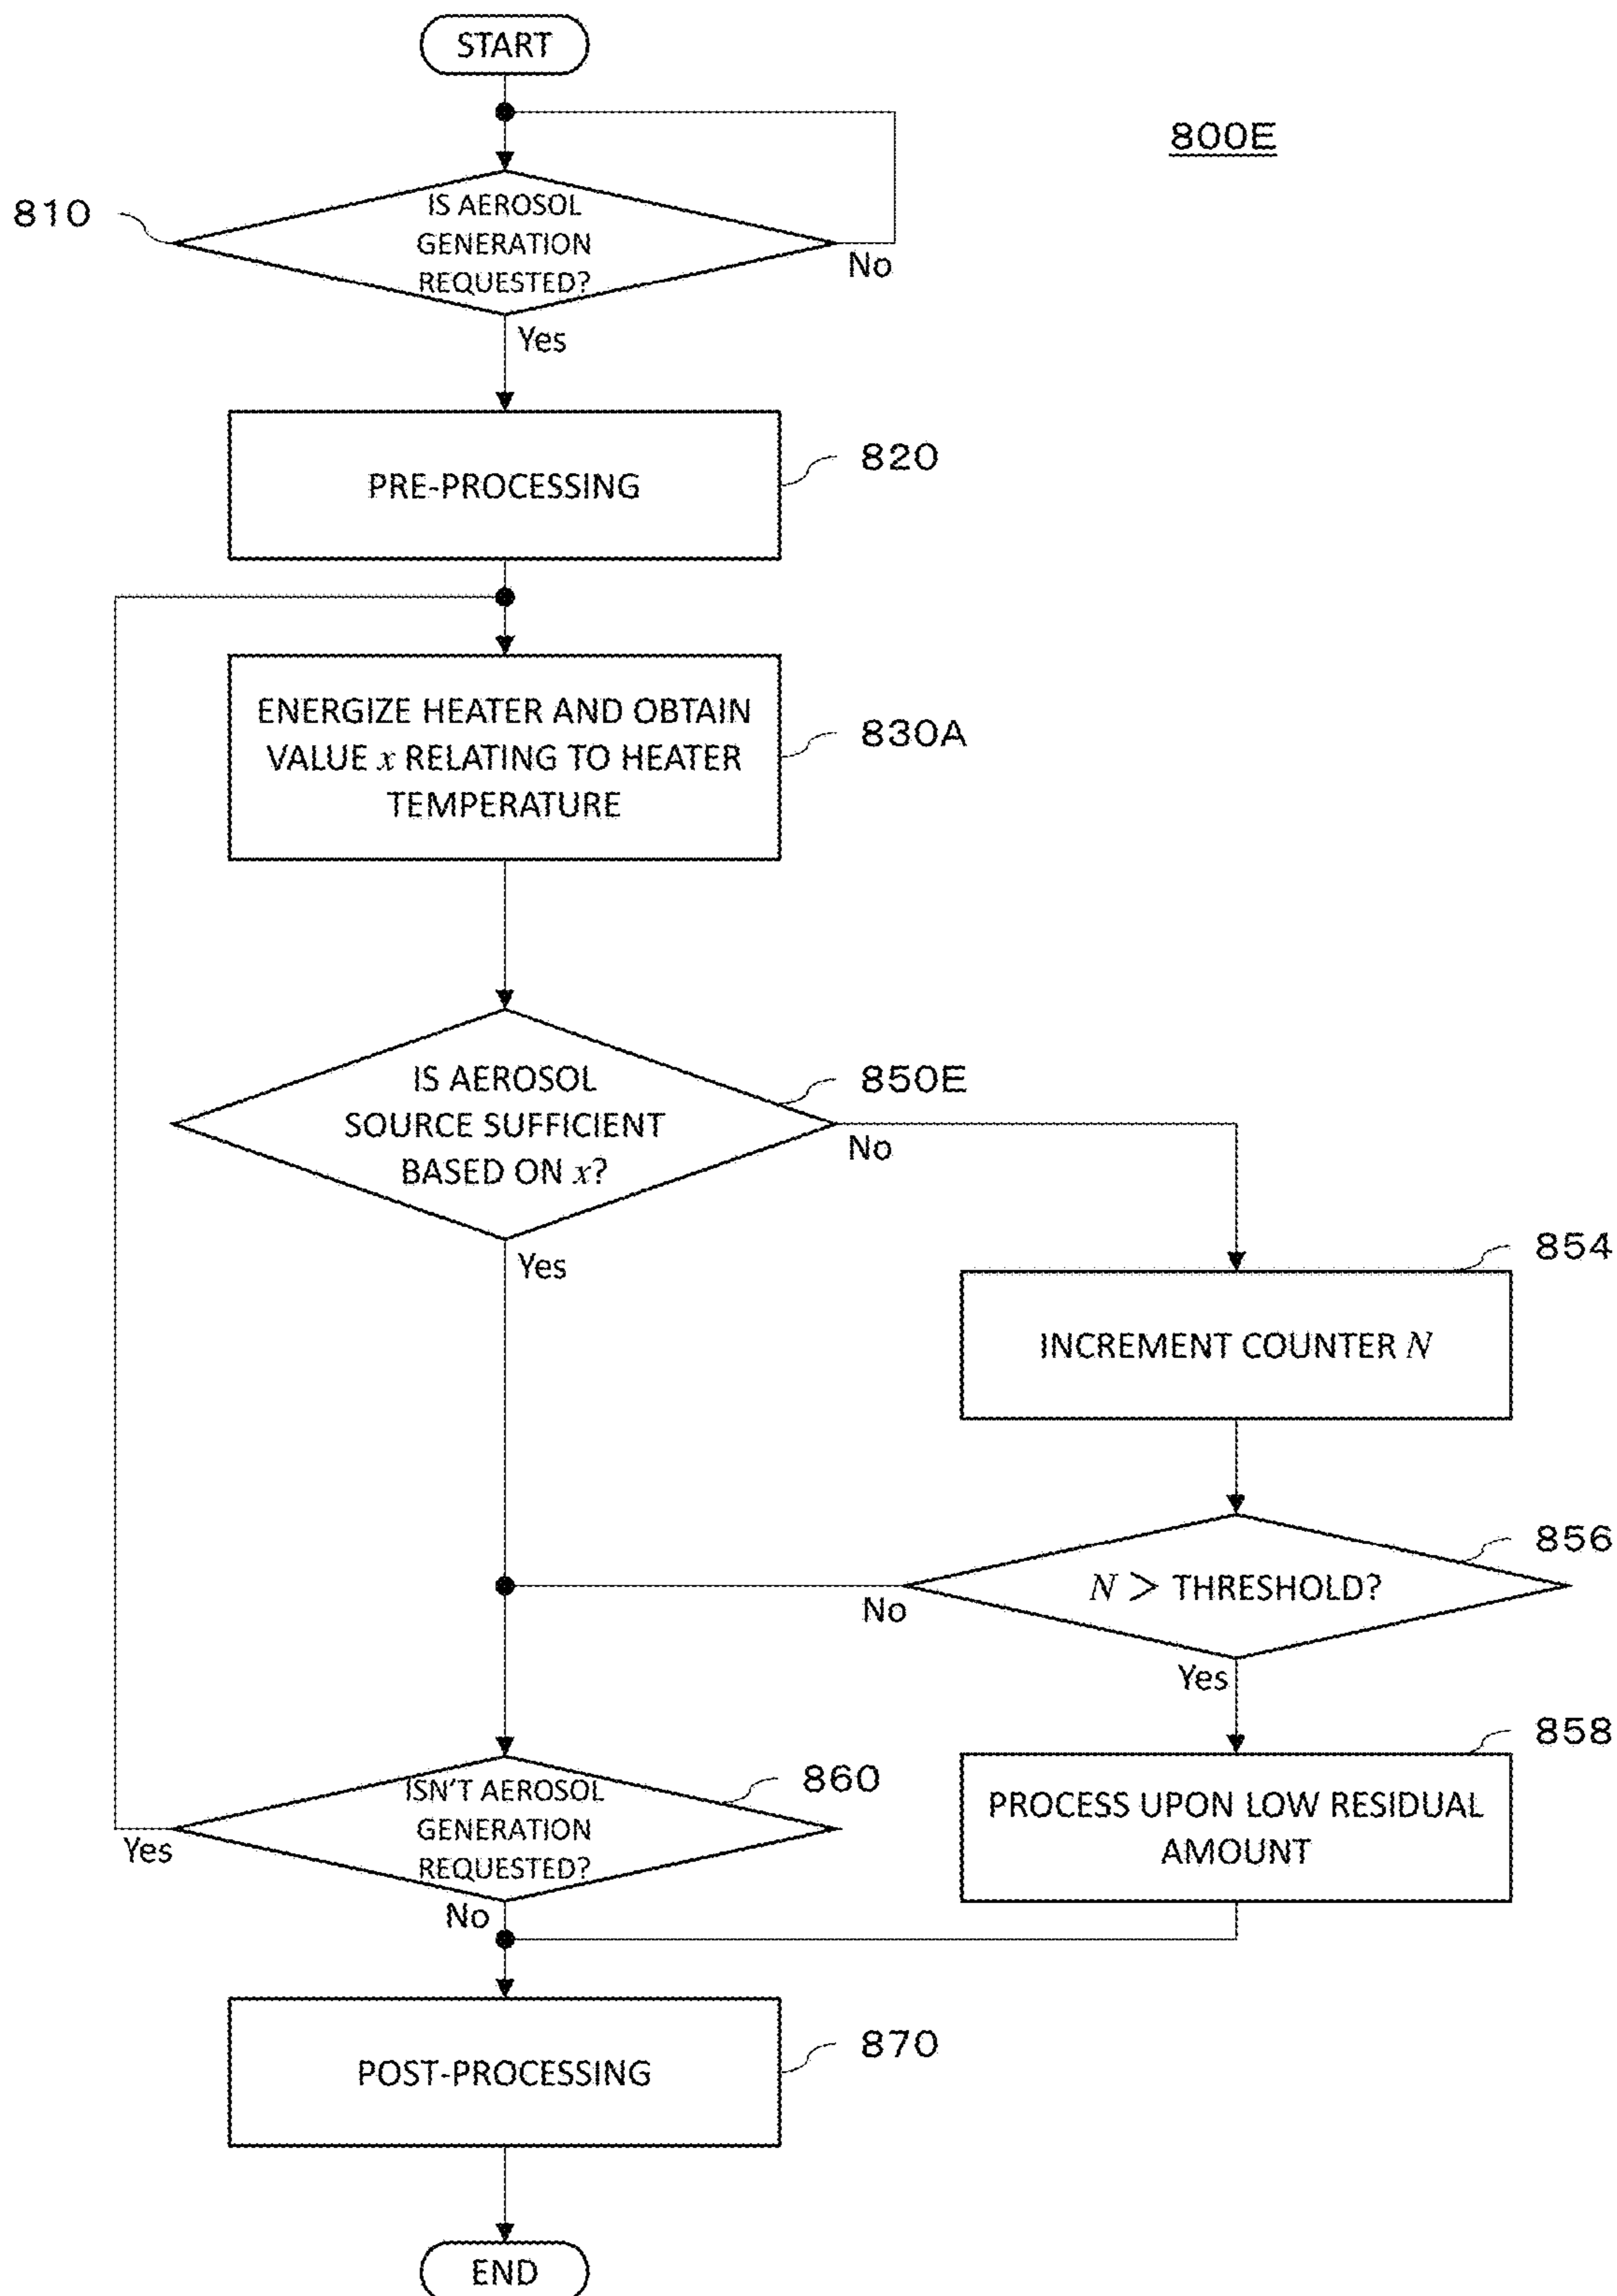 START
800E
810
IS AEROSOL
GENERATION
REQUESTED?
No
Yes
PRE-PROCESSING
820
ENERGIZE HEATER AND OBTAIN
VALUE x RELATING TO HEATER
TEMPERATURE
830A
IS AEROSOL
SOURCE SUFFICIENT
BASED ON x?
850E
No
Yes
854
INCREMENT COUNTER N
856
N > THRESHOLD?
No
Yes
858
PROCESS UPON LOW RESIDUAL
AMOUNT
860
ISN'T AEROSOL
GENERATION
REQUESTED?
Yes
No
POST-PROCESSING
870
END